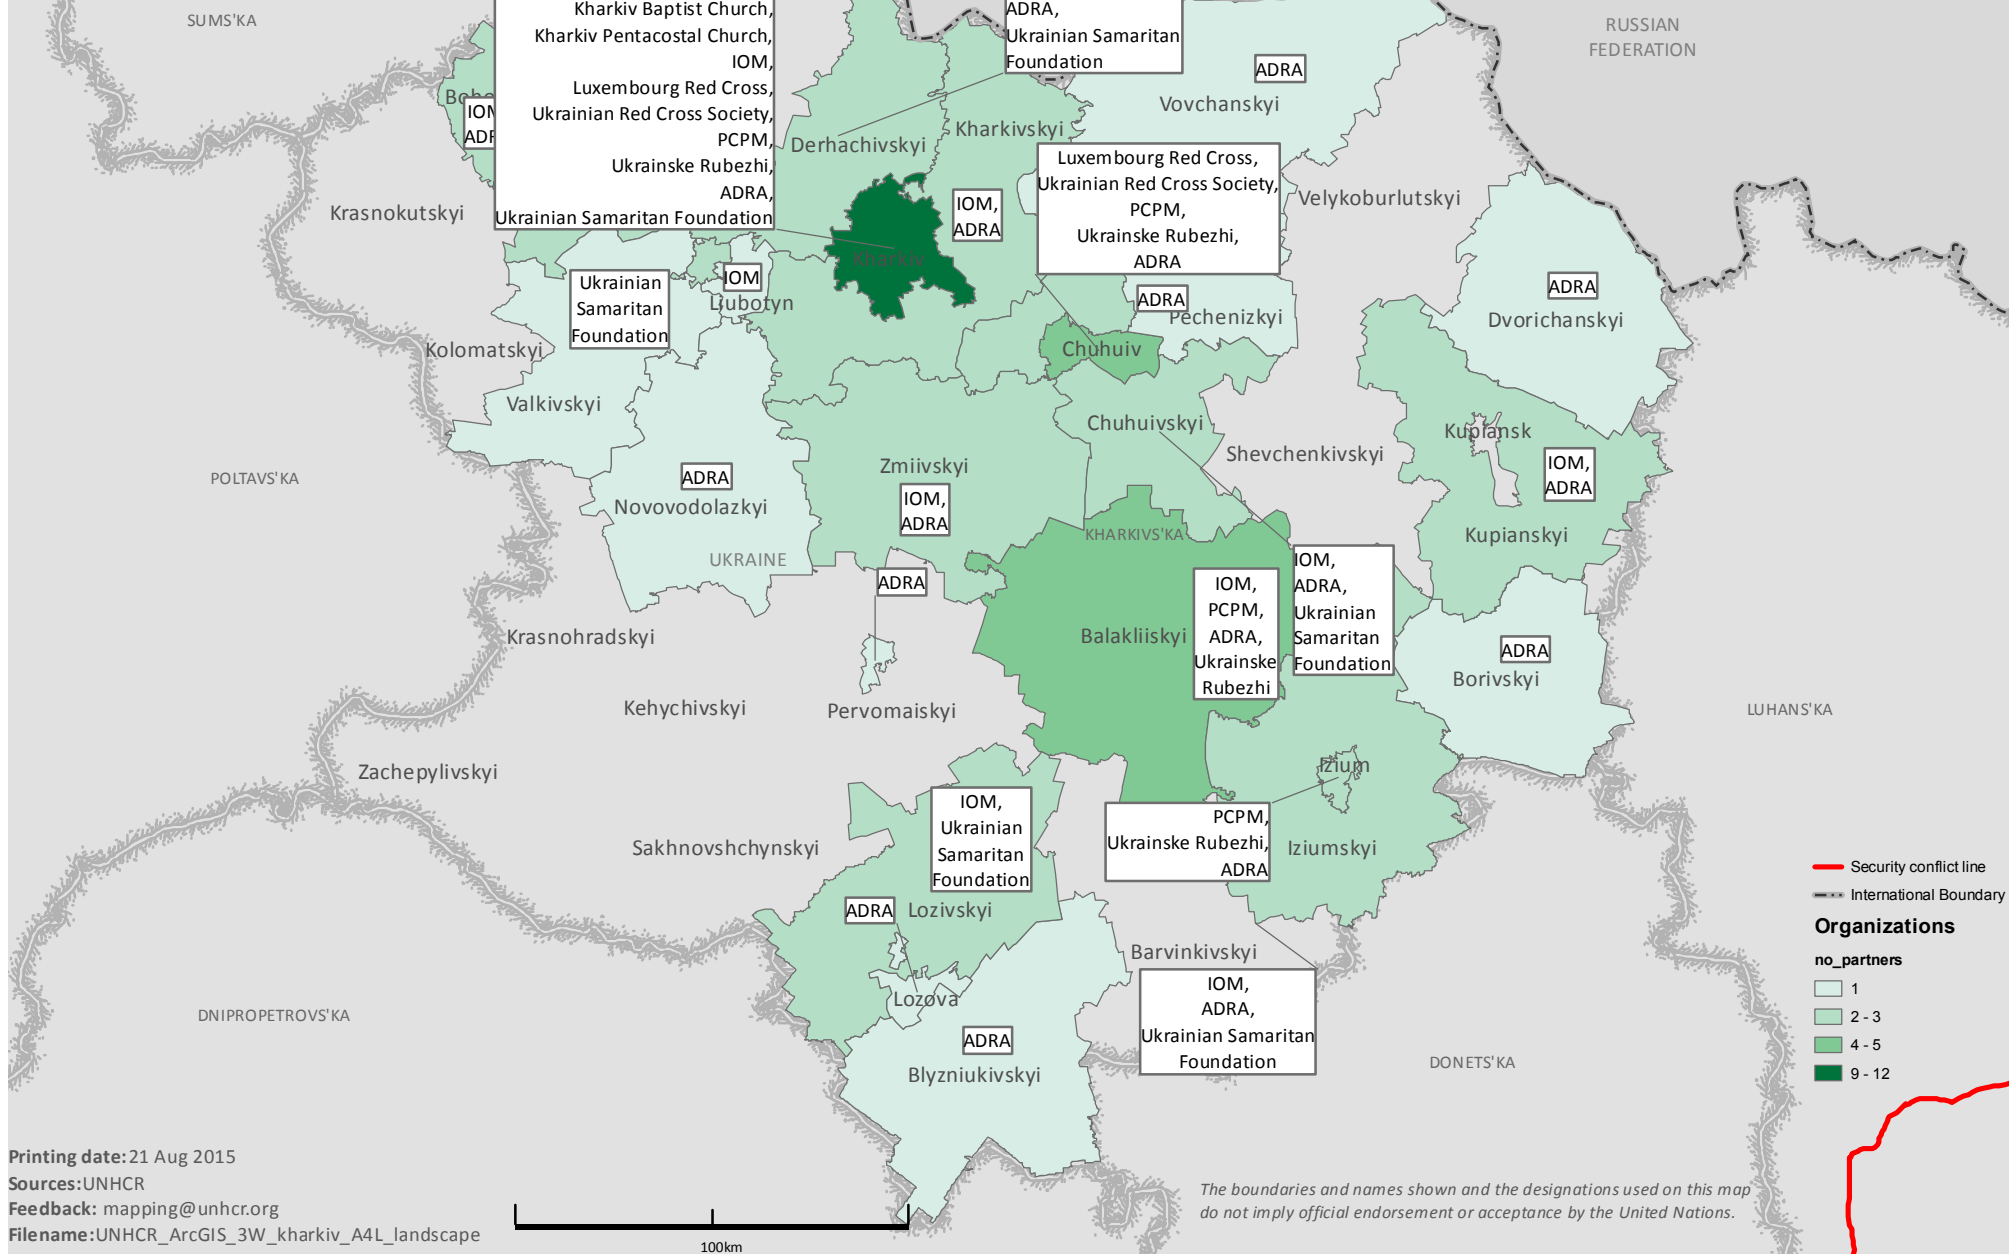 SUMS'KA
Kharkiv Baptist Church,
Kharkiv Pentacostal Church,
IOM,
Luxembourg Red Cross,
Ukrainian Red Cross Society,
PCPM,
Ukrainske Rubezhi,
ADRA,
Ukrainian Samaritan Foundation
ADRA,
Ukrainian Samaritan
Foundation
RUSSIAN
FEDERATION
ADRA
Vovchanskyi
Derhachivskyi
Kharkivskyi
IOM,
ADRA
Luxembourg Red Cross,
Ukrainian Red Cross Society,
PCPM,
Ukrainske Rubezhi,
ADRA
Velykoburlutskyi
Krasnokutskyi
Kharkiv
Ukrainian
Samaritan
Foundation
IOM
Liubotyn
ADRA
Pechenizkyi
ADRA
Dvorichanskyi
Kolomatskyi
Chuhuiv
Valkivskyi
Chuhuivskyi
Shevchenkivskyi
Kupiansk
IOM,
ADRA
Kupianskyi
POLTAVS'KA
ADRA
Novovodolazkyi
Zmiivskyi
IOM,
ADRA
KHARKIVS'KA
UKRAINE
ADRA
IOM,
PCPM,
ADRA,
Ukrainske
Rubezhi
IOM,
ADRA,
Ukrainian
Samaritan
Foundation
Balakliiskyi
Krasnohradskyi
ADRA
Borivskyi
Kehychivskyi
Pervomaiskyi
LUHANS'KA
Zachepylivskyi
Izium
IOM,
Ukrainian
Samaritan
Foundation
PCPM,
Ukrainske Rubezhi,
ADRA
Iziumskyi
Sakhnovshchynskyi
ADRA
Lozivskyi
Barvinkivskyi
IOM,
ADRA,
Ukrainian Samaritan
Foundation
Lozova
DNIPROPETROVS'KA
ADRA
Blyzniukivskyi
DONETS'KA
Security conflict line
International Boundary
Organizations
no_partners
1
2 - 3
4 - 5
9 - 12
Printing date: 21 Aug 2015
Sources: UNHCR
Feedback: mapping@unhcr.org
Filename: UNHCR_ArcGIS_3W_kharkiv_A4L_landscape
100km
The boundaries and names shown and the designations used on this map
do not imply official endorsement or acceptance by the United Nations.